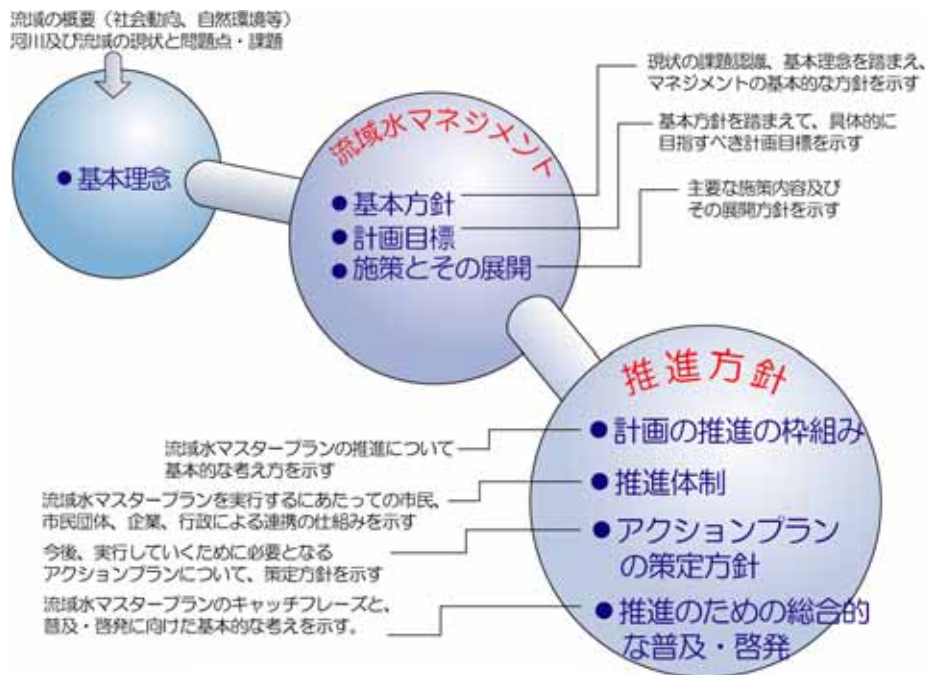 流域の概要（社会動向、自然環境等）
河川及び流域の現状と問題点・課題
● 基本理念
流域水マネジメント
● 基本方針
● 計画目標
● 施策とその展開
現状の課題認識、基本理念を踏まえ、
マネジメントの基本的な方針を示す
基本方針を踏まえて、具体的に
目指すべき計画目標を示す
主要な施策内容及び
その展開方針を示す
推進方針
● 計画の推進の枠組み
● 推進体制
● アクションプラン
の策定方針
● 推進のための総合的
な普及・啓発
流域水マスタープランの推進について
基本的な考え方を示す
流域水マスタープランを実行するにあたっての市民、
市民団体、企業、行政による連携の仕組みを示す
今後、実行していくために必要となる
アクションプランについて、策定方針を示す
流域水マスタープランのキャッチフレーズと、
普及・啓発に向けた基本的な考えを示す。